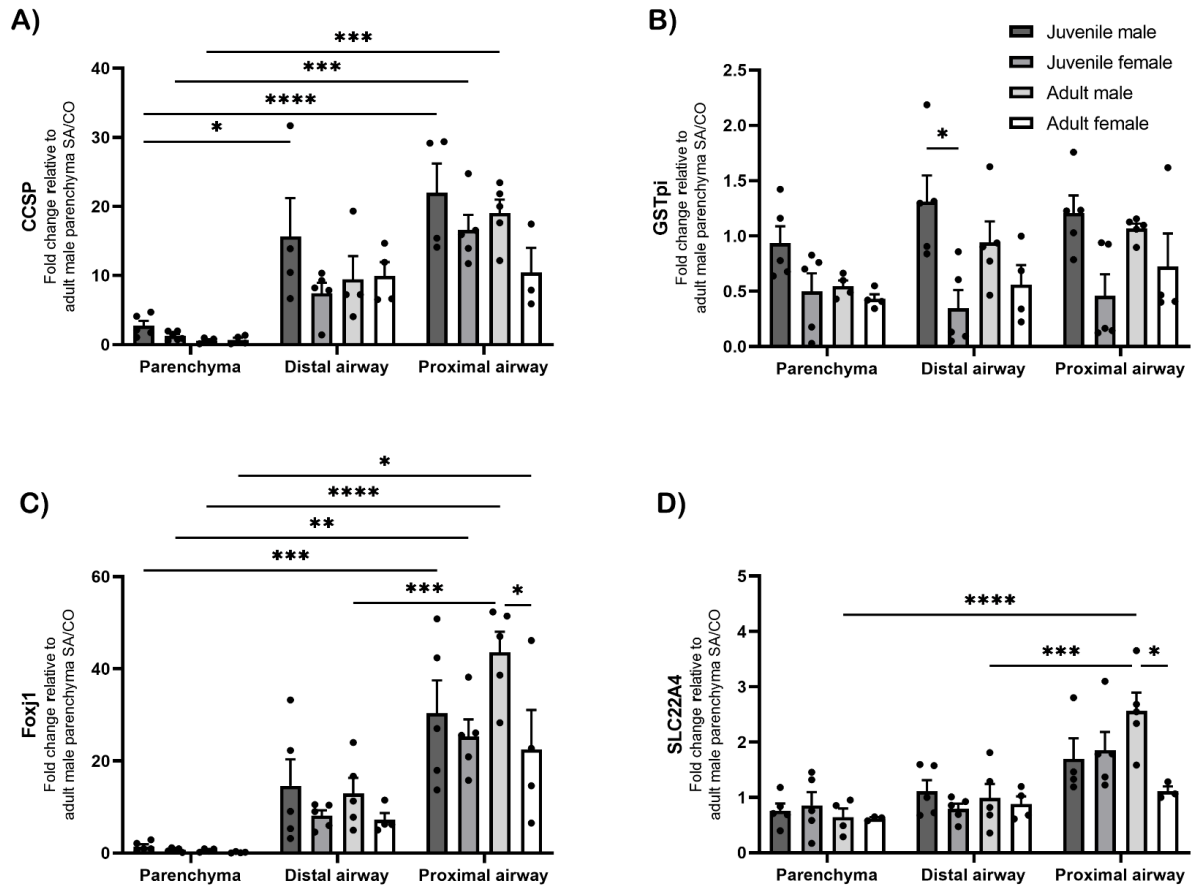 A)
***
***
****
*
40
30
20
10
0
CCSP
Fold change relative to
adult male parenchyma SA/CO
Parenchyma Distal airway Proximal airway
B)
Juvenile male
Juvenile female
Adult male
Adult female
2.5
2.0
1.5
1.0
0.5
0.0
*
GSTpi
Fold change relative to
adult male parenchyma SA/CO
Parenchyma Distal airway Proximal airway
C)
*
****
**
***
***
*
60
40
20
0
Foxj1
Fold change relative to
adult male parenchyma SA/CO
Parenchyma Distal airway Proximal airway
D)
****
***
*
5
4
3
2
1
0
SLC22A4
Fold change relative to
adult male parenchyma SA/CO
Parenchyma Distal airway Proximal airway